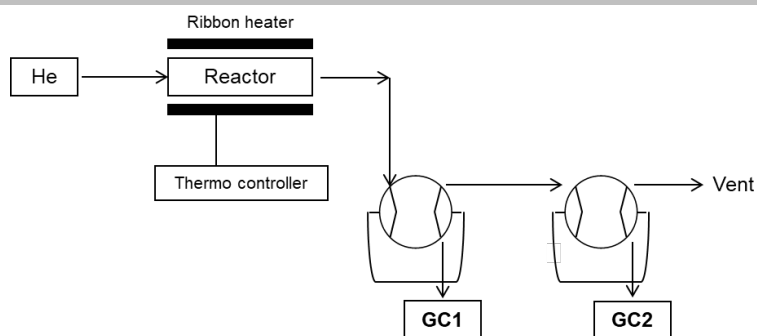 Ribbon heater
He
Reactor
Thermo controller
Vent
GC1
GC2